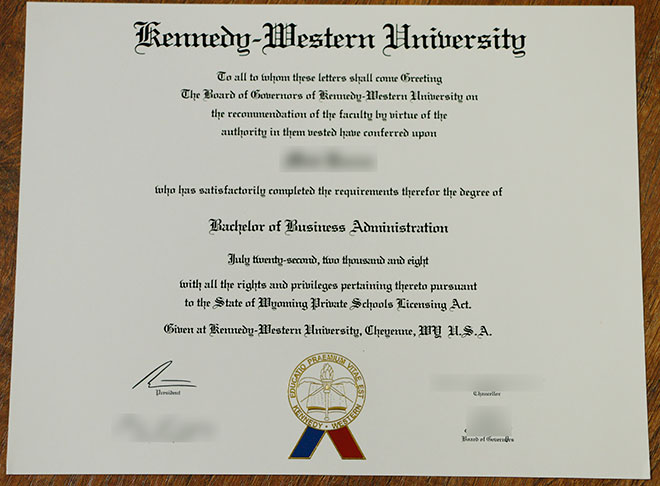 Kennedy-Western University
To all to whom these letters shall come Greeting
The Board of Governors of Kennedy-Western University on
the recommendation of the faculty by virtue of the
authority in them vested have conferred upon
who has satisfactorily completed the requirements therefor the degree of
Bachelor of Business Administration
July twenty-second, two thousand and eight
with all the rights and privileges pertaining thereto pursuant
to the State of Wyoming Private Schools Licensing Act.
Given at Kennedy-Western University, Cheyenne, WY U.S.A.
President
EDUCATIO PRAEMIUM VITAE EST
KENNEDY · WESTERN
Chancellor
Board of Governors